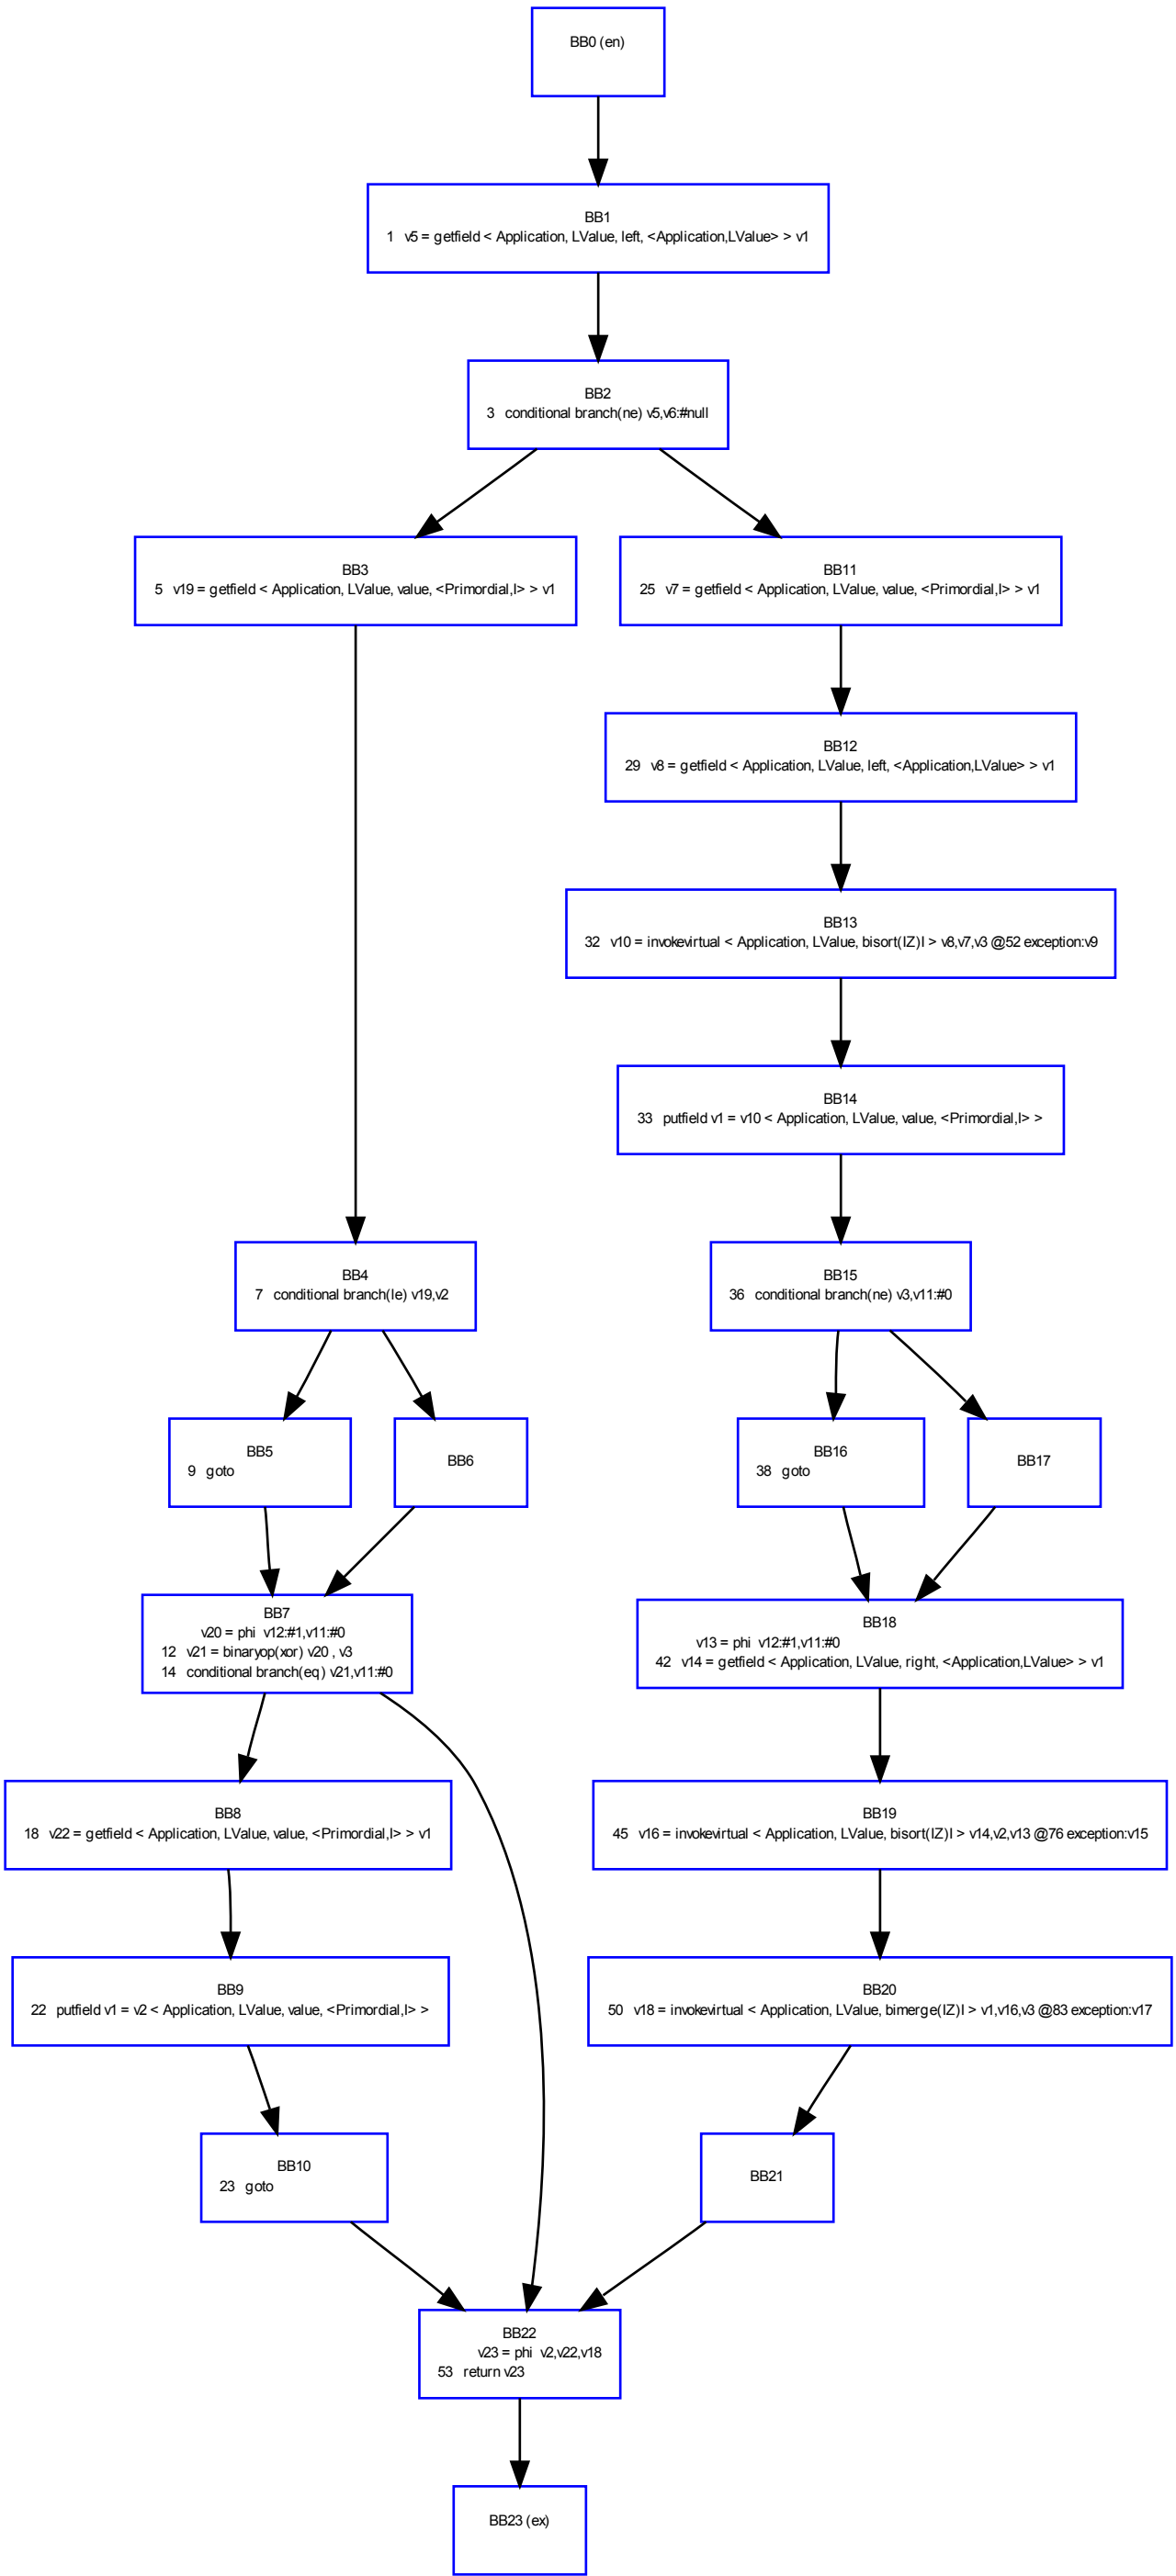 BB0 (en)
BB1
1 v5 = getfield < Application, LValue, left, <Application,LValue> > v1
BB2
3 conditional branch(ne) v5,v6:#null
BB3
5 v19 = getfield < Application, LValue, value, <Primordial,I> > v1
BB11
25 v7 = getfield < Application, LValue, value, <Primordial,I> > v1
BB12
29 v8 = getfield < Application, LValue, left, <Application,LValue> > v1
BB13
32 v10 = invokevirtual < Application, LValue, bisort(IZ)I > v8,v7,v3 @52 exception:v9
BB14
33 putfield v1 = v10 < Application, LValue, value, <Primordial,I> >
BB4
7 conditional branch(le) v19,v2
BB15
36 conditional branch(ne) v3,v11:#0
BB5
9 goto
BB6
BB16
38 goto
BB17
BB7
v20 = phi v12:#1,v11:#0
12 v21 = binaryop(xor) v20 , v3
14 conditional branch(eq) v21,v11:#0
BB18
v13 = phi v12:#1,v11:#0
42 v14 = getfield < Application, LValue, right, <Application,LValue> > v1
BB8
18 v22 = getfield < Application, LValue, value, <Primordial,I> > v1
BB19
45 v16 = invokevirtual < Application, LValue, bisort(IZ)I > v14,v2,v13 @76 exception:v15
BB9
22 putfield v1 = v2 < Application, LValue, value, <Primordial,I> >
BB20
50 v18 = invokevirtual < Application, LValue, bimerge(IZ)I > v1,v16,v3 @83 exception:v17
BB10
23 goto
BB21
BB22
v23 = phi v2,v22,v18
53 return v23
BB23 (ex)